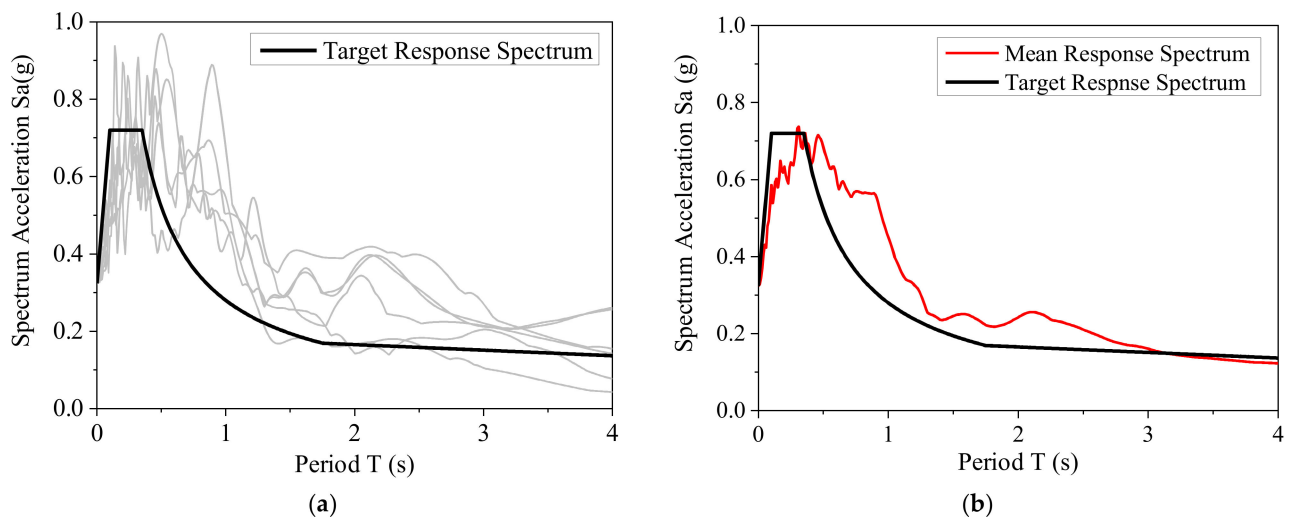 1.0
0.8
0.6
0.4
0.2
0.0
0
1
2
3
4
Spectrum Acceleration Sa(g)
Period T (s)
Target Response Spectrum
(a)
1.0
0.8
0.6
0.4
0.2
0.0
0
1
2
3
4
Spectrum Acceleration Sa (g)
Period T (s)
Mean Response Spectrum
Target Respnse Spectrum
(b)